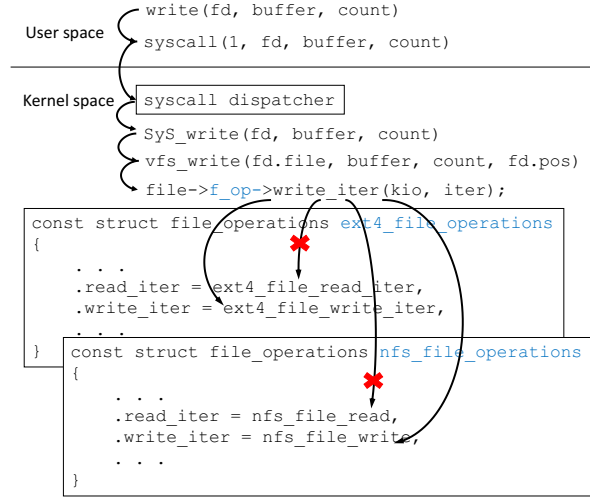 write(fd, buffer, count)
User space
syscall(1, fd, buffer, count)
Kernel space
syscall dispatcher
SyS_write(fd, buffer, count)
vfs_write(fd.file, buffer, count, fd.pos)
file->f_op->write_iter(kio, iter);
const struct file_operations ext4_file_operations
{
. . .
.read_iter = ext4_file_read_iter,
.write_iter = ext4_file_write_iter,
. . .
}
const struct file_operations nfs_file_operations
{
. . .
.read_iter = nfs_file_read,
.write_iter = nfs_file_write,
. . .
}